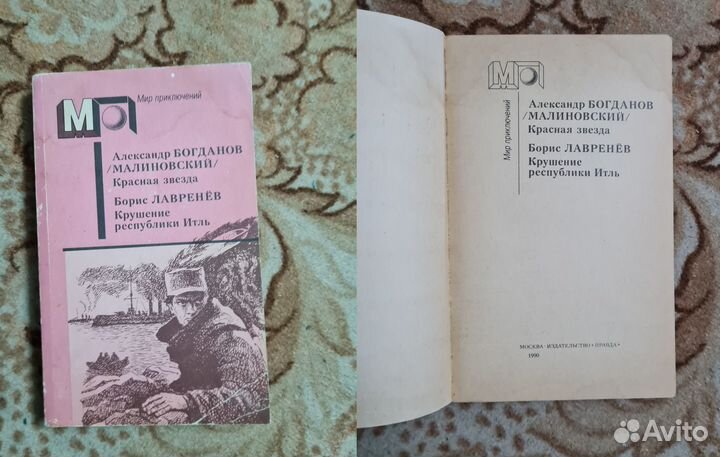 МП
Мир приключений
Александр БОГДАНОВ
/МАЛИНОВСКИЙ/
Красная звезда
Борис ЛАВРЕНЁВ
Крушение
республики Итль
МП
Мир приключений
Александр БОГДАНОВ
/МАЛИНОВСКИЙ/
Красная звезда
Борис ЛАВРЕНЁВ
Крушение
республики Итль
МОСКВА · ИЗДАТЕЛЬСТВО «ПРАВДА»
1990
Avito